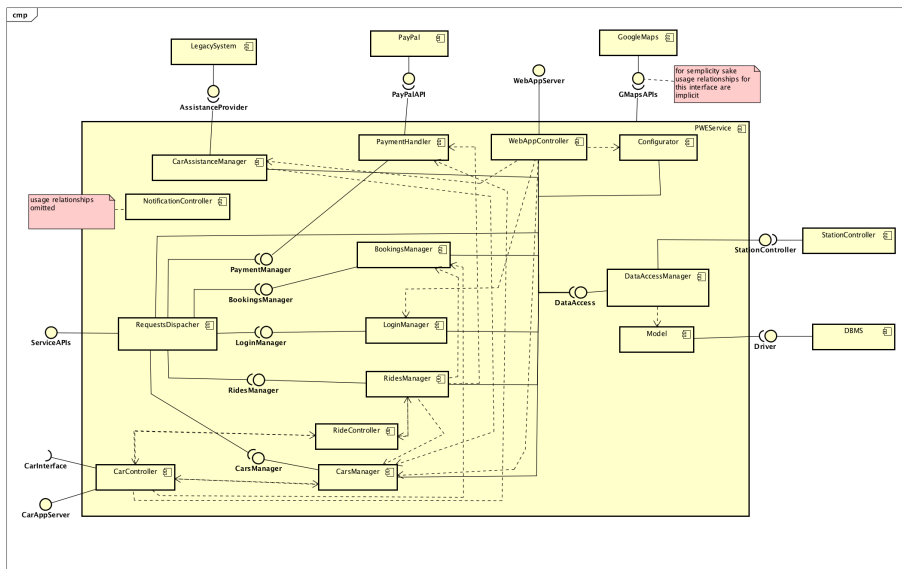 cmp
LegacySystem
PayPal
GoogleMaps
for semplicity sake
usage relationships for
this interface are
implicit
WebAppServer
AssistanceProvider
PayPalAPI
GMapsAPIs
PWEService
PaymentHandler
WebAppController
Configurator
CarAssistanceManager
usage relationships
omitted
NotificationController
StationController
StationController
BookingsManager
PaymentManager
DataAccessManager
BookingsManager
DataAccess
RequestsDispacher
LoginManager
Model
DBMS
ServiceAPIs
LoginManager
Driver
RidesManager
RidesManager
RideController
CarInterface
CarsManager
CarController
CarsManager
CarAppServer